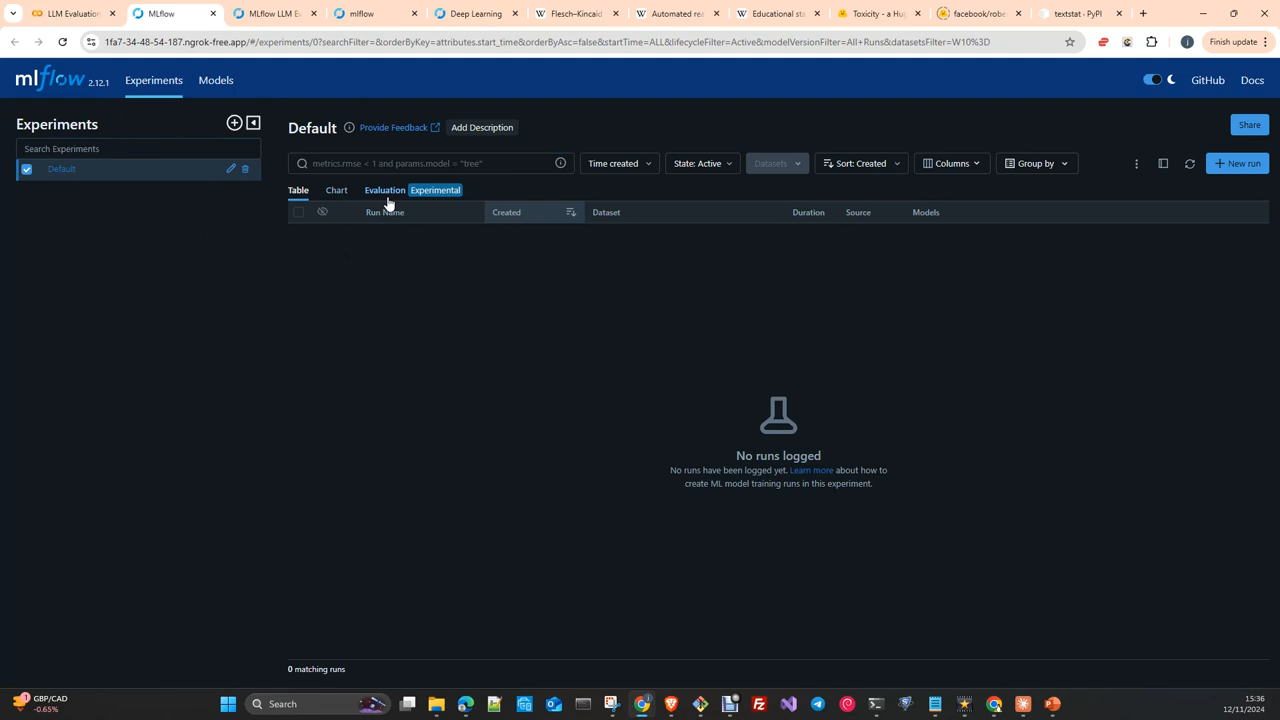 LLM Evaluation
MLflow
MLflow LLM E
mlflow
Deep Learning
Flesch–Kincaid
Automated re
Educational sta
Toxicity - a Hu
facebook/robe
textstat · PyPI
1fa7-34-48-54-187.ngrok-free.app/#/experiments/0?searchFilter=&orderByKey=attributes.start_time&orderByAsc=false&startTime=ALL&lifecycleFilter=Active&modelVersionFilter=All+Runs&datasetsFilter=W10%3D
j
Finish update
mlflow 2.12.1
Experiments
Models
GitHub
Docs
Experiments
Search Experiments
Default
Default
Provide Feedback
Add Description
Share
metrics.rmse < 1 and params.model = "tree"
Time created
State: Active
Datasets
Sort: Created
Columns
Group by
New run
Table
Chart
Evaluation
Experimental
Run Name
Created
Dataset
Duration
Source
Models
No runs logged
No runs have been logged yet. Learn more about how to
create ML model training runs in this experiment.
0 matching runs
1
GBP/CAD
-0.65%
Search
15:36
12/11/2024